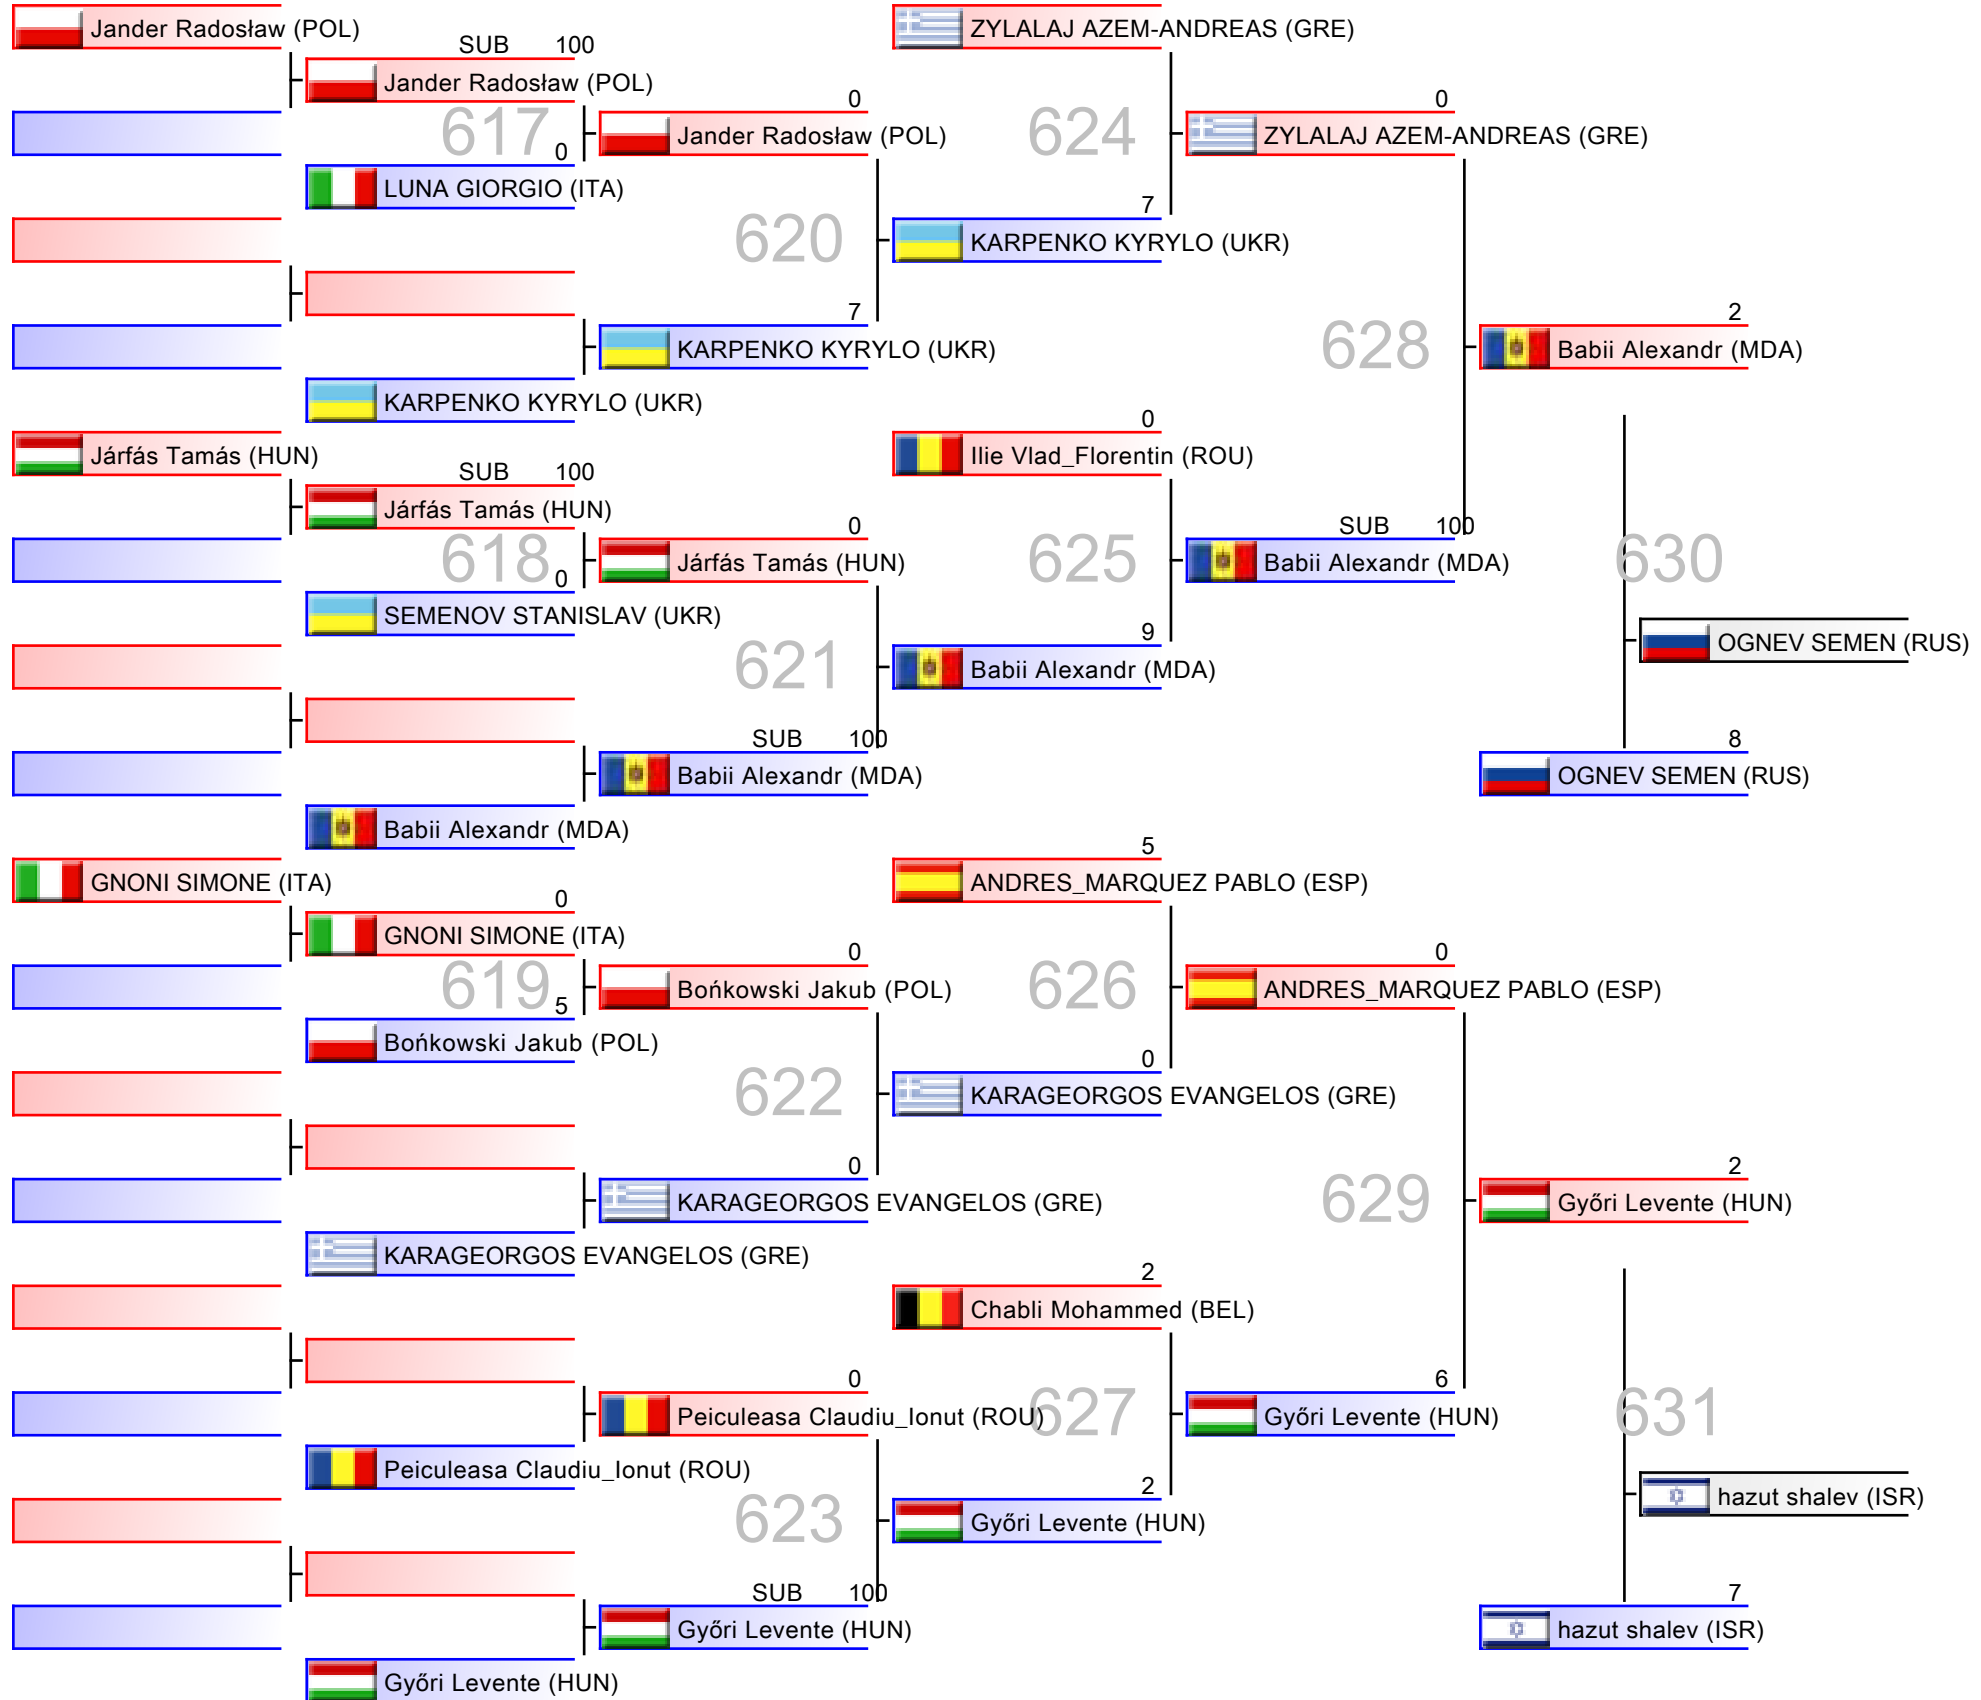 Jander Radosław (POL)
SUB 100
Jander Radosław (POL)
617
0
LUNA GIORGIO (ITA)
0
Jander Radosław (POL)
620
7
KARPENKO KYRYLO (UKR)
KARPENKO KYRYLO (UKR)
Járfás Tamás (HUN)
SUB 100
Járfás Tamás (HUN)
618
0
SEMENOV STANISLAV (UKR)
0
Járfás Tamás (HUN)
621
SUB 100
Babii Alexandr (MDA)
Babii Alexandr (MDA)
GNONI SIMONE (ITA)
0
GNONI SIMONE (ITA)
619
5
Bońkowski Jakub (POL)
0
Bońkowski Jakub (POL)
622
0
KARAGEORGOS EVANGELOS (GRE)
KARAGEORGOS EVANGELOS (GRE)
0
Peiculeasa Claudiu_Ionut (ROU)
Peiculeasa Claudiu_Ionut (ROU)
623
SUB 100
Győri Levente (HUN)
Győri Levente (HUN)
ZYLALAJ AZEM-ANDREAS (GRE)
624
7
KARPENKO KYRYLO (UKR)
0
ZYLALAJ AZEM-ANDREAS (GRE)
628
0
Ilie Vlad_Florentin (ROU)
625
9
Babii Alexandr (MDA)
SUB 100
Babii Alexandr (MDA)
5
ANDRES_MARQUEZ PABLO (ESP)
626
0
KARAGEORGOS EVANGELOS (GRE)
0
ANDRES_MARQUEZ PABLO (ESP)
629
2
Chabli Mohammed (BEL)
627
2
Győri Levente (HUN)
6
Győri Levente (HUN)
2
Babii Alexandr (MDA)
630
OGNEV SEMEN (RUS)
8
OGNEV SEMEN (RUS)
2
Győri Levente (HUN)
631
hazut shalev (ISR)
7
hazut shalev (ISR)